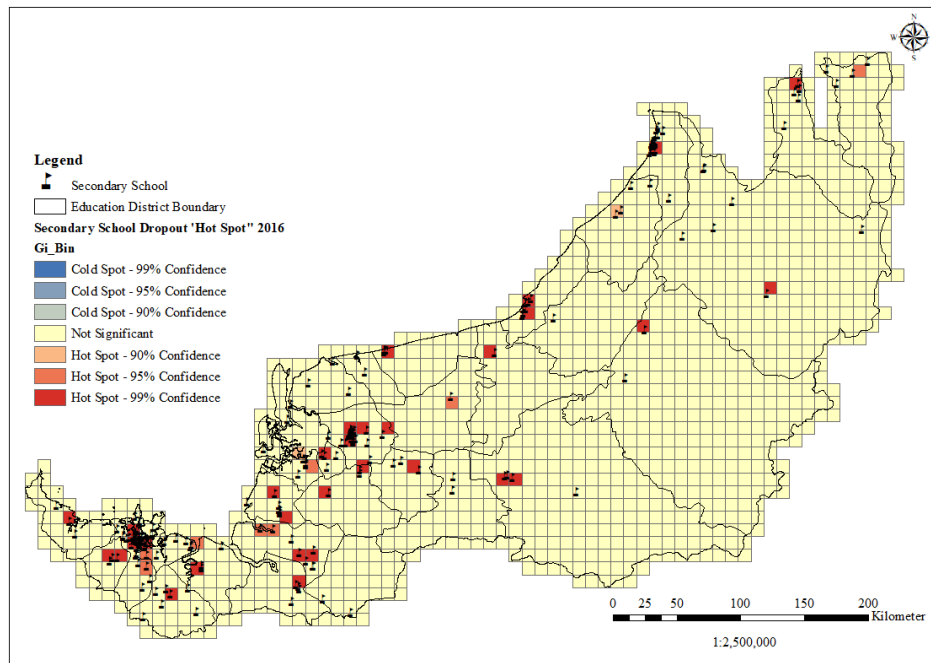 N
W
S
Legend
Secondary School
Education District Boundary
Secondary School Dropout 'Hot Spot" 2016
Gi_Bin
Cold Spot - 99% Confidence
Cold Spot - 95% Confidence
Cold Spot - 90% Confidence
Not Significant
Hot Spot - 90% Confidence
Hot Spot - 95% Confidence
Hot Spot - 99% Confidence
0 25 50 100 150 200
Kilometer
1:2,500,000